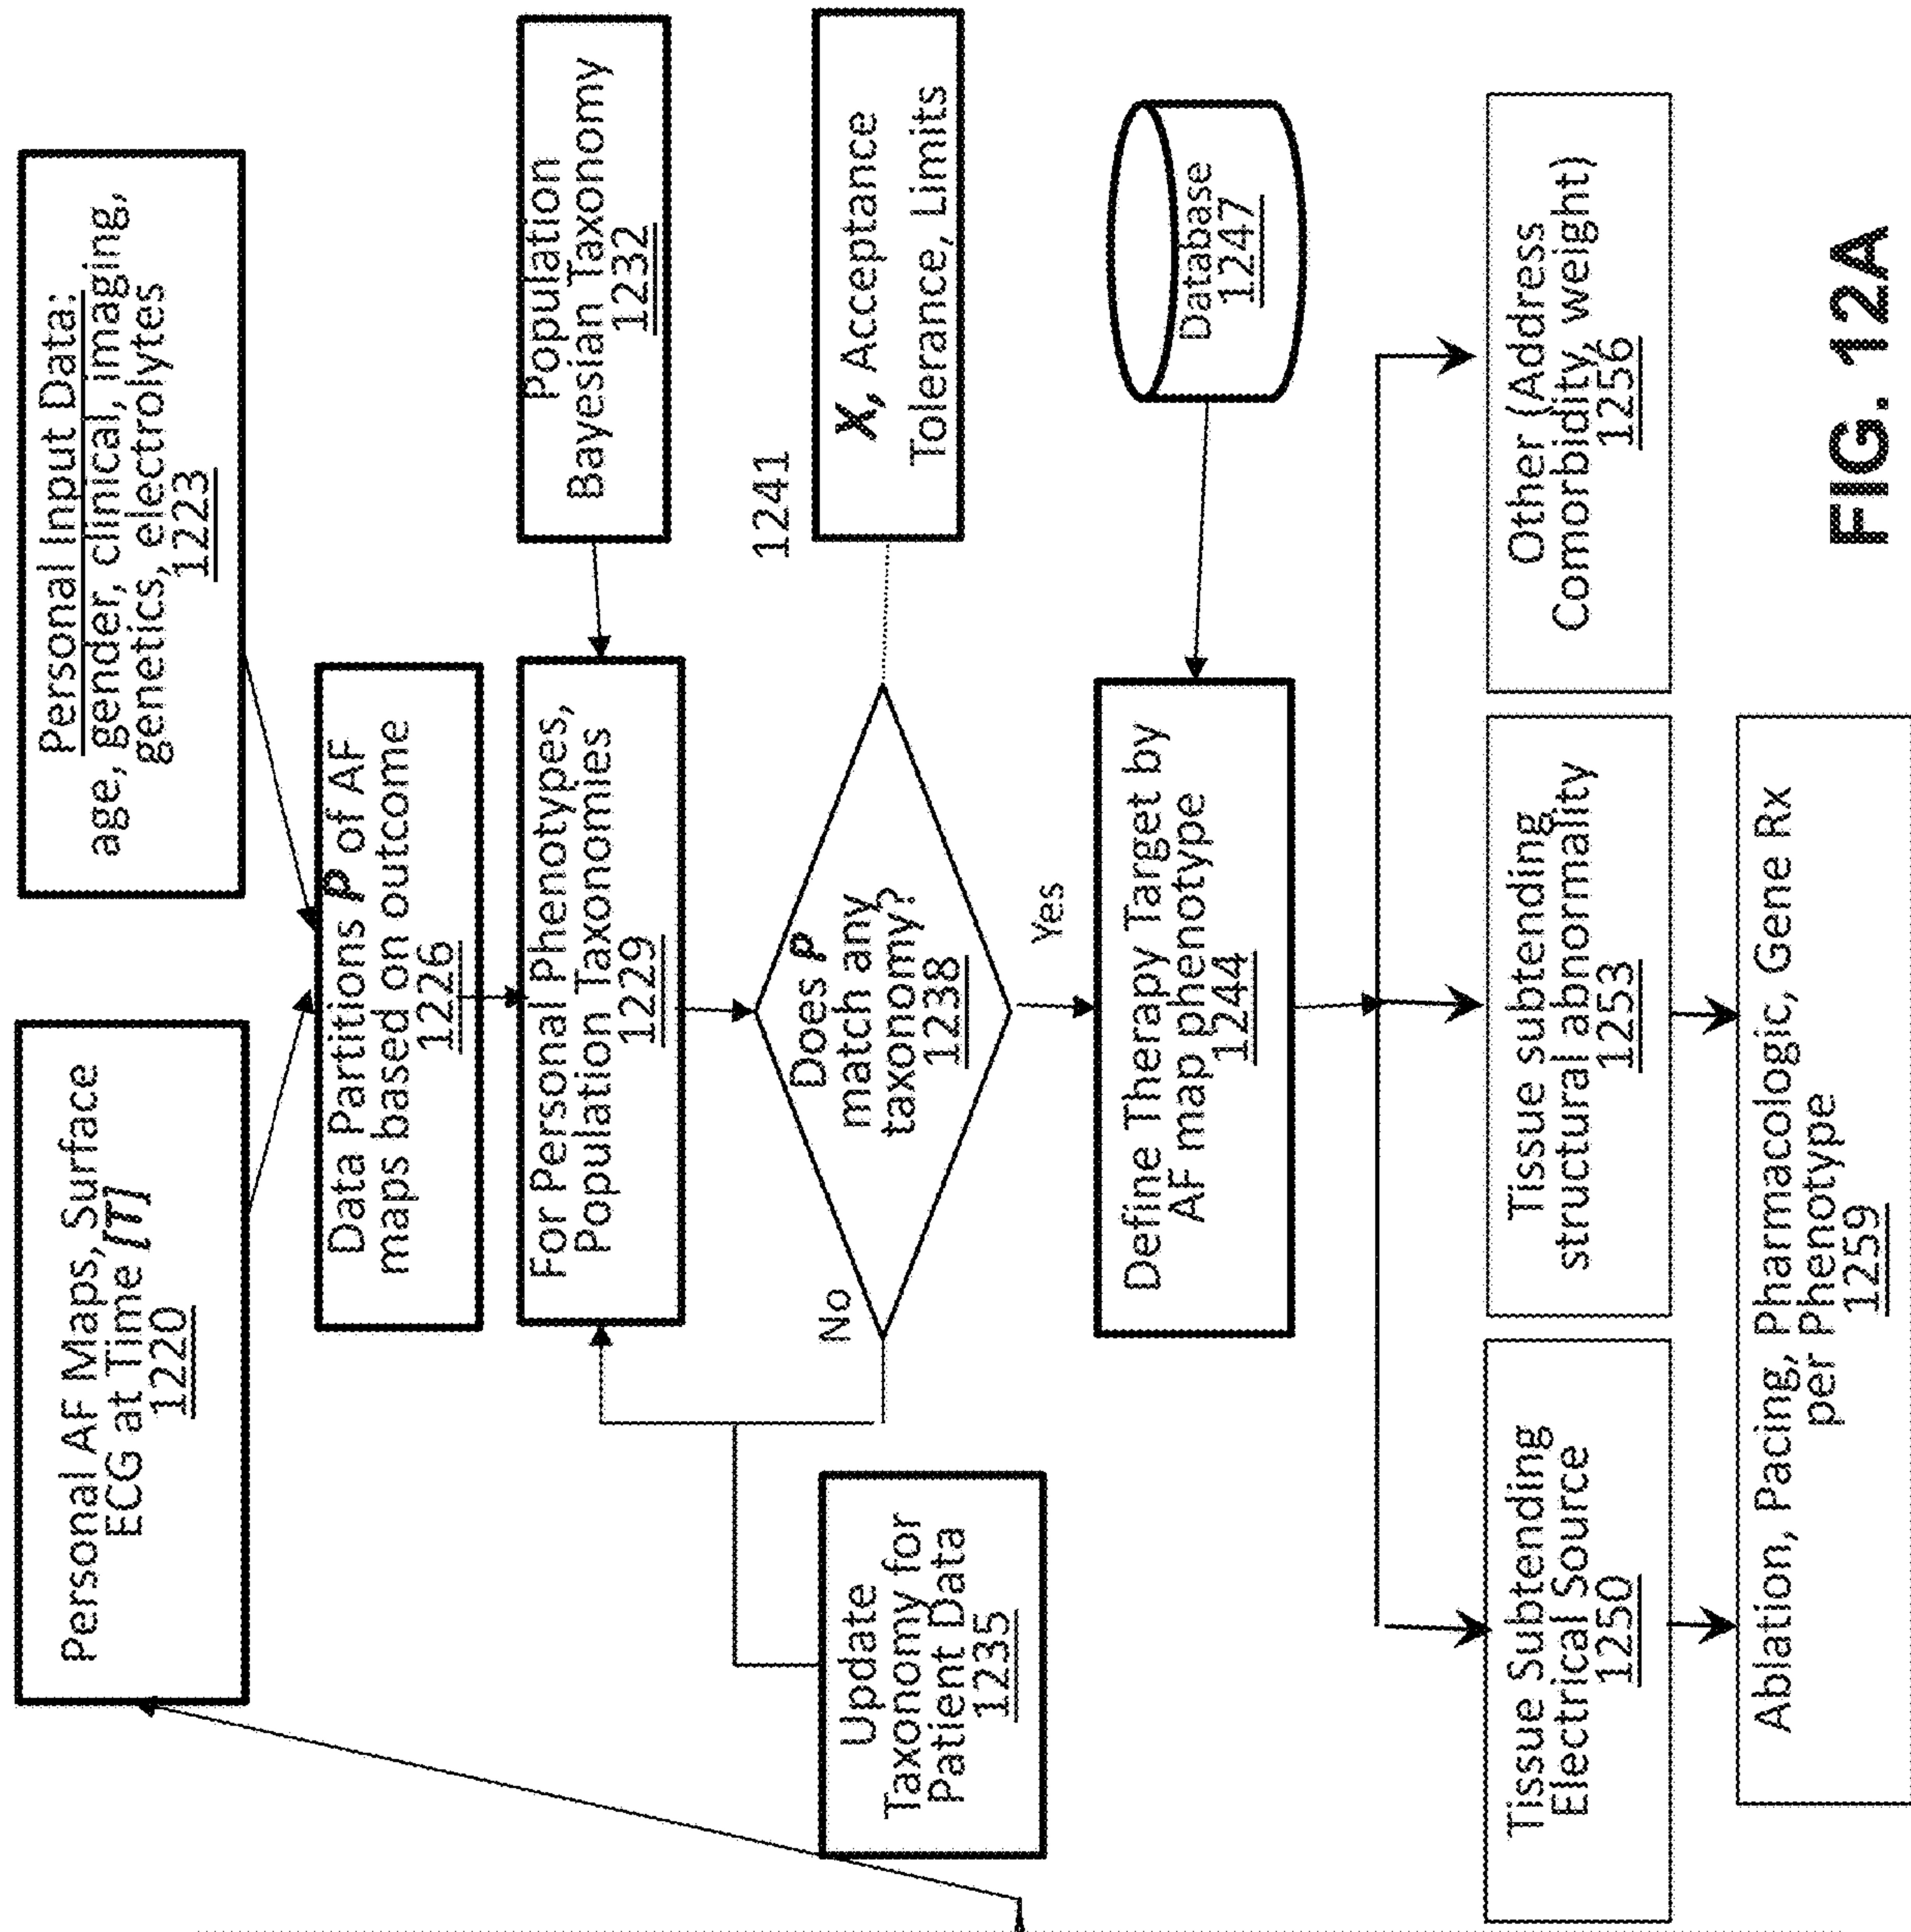 Personal AF Maps, Surface
ECG at Time [T]
1220
Personal Input Data:
age, gender, clinical, imaging,
genetics, electrolytes
1223
Data Partitions P of AF
maps based on outcome
1226
For Personal Phenotypes,
Population Taxonomies
1229
Population
Bayesian Taxonomy
1232
Update
Taxonomy for
Patient Data
1235
No
Does P
match any
taxonomy?
1238
1241
X, Acceptance
Tolerance, Limits
Yes
Define Therapy Target by
AF map phenotype
1244
Database
1247
Tissue Subtending
Electrical Source
1250
Tissue subtending
structural abnormality
1253
Other (Address
Comorbidity, weight)
1256
Ablation, Pacing, Pharmacologic, Gene Rx
per Phenotype
1259
FIG. 12A